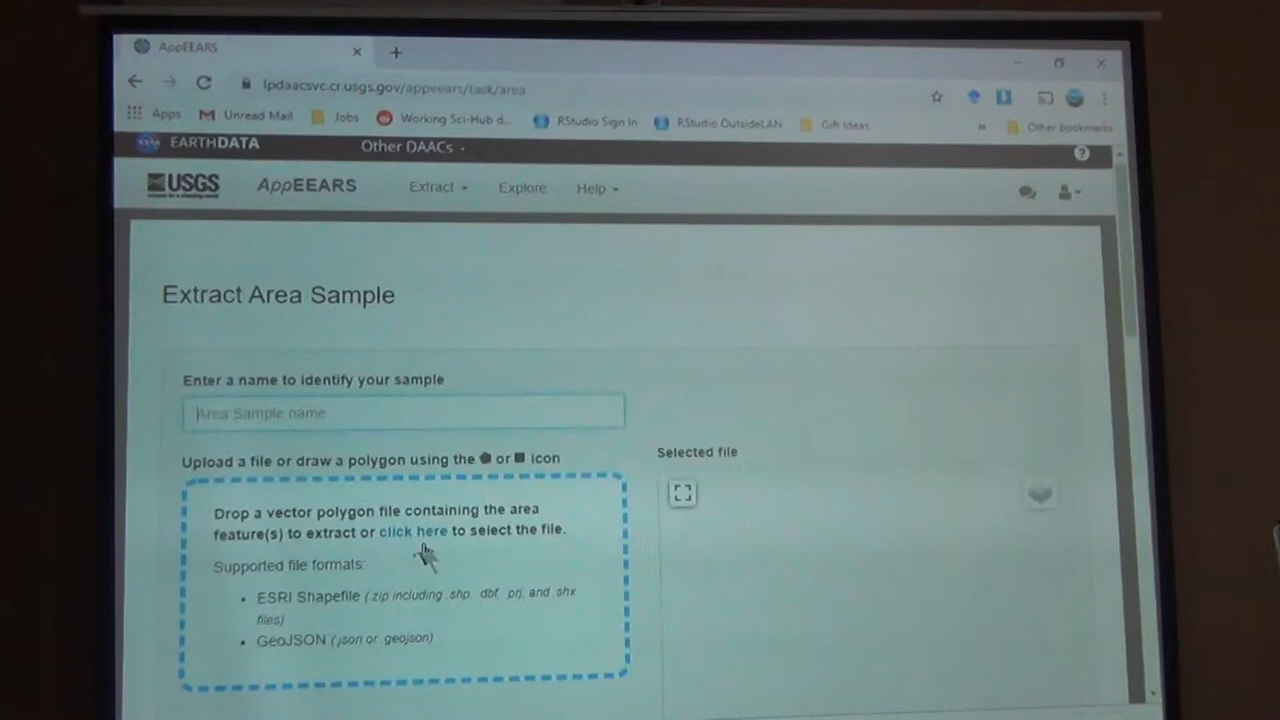 AppEEARS
lpdaacsvc.cr.usgs.gov/appeears/task/area
Apps Unread Mail Jobs Working Sci-Hub d... RStudio Sign In RStudio OutsideLAN Gift Ideas » Other bookmarks
EARTHDATA Other DAACs
USGS AppEEARS Extract Explore Help
Extract Area Sample
Enter a name to identify your sample
Area Sample name
Upload a file or draw a polygon using the or icon
Selected file
Drop a vector polygon file containing the area
feature(s) to extract or click here to select the file.
Supported file formats:
• ESRI Shapefile (.zip including .shp, .dbf, .prj, and .shx
files)
• GeoJSON (.json or .geojson)